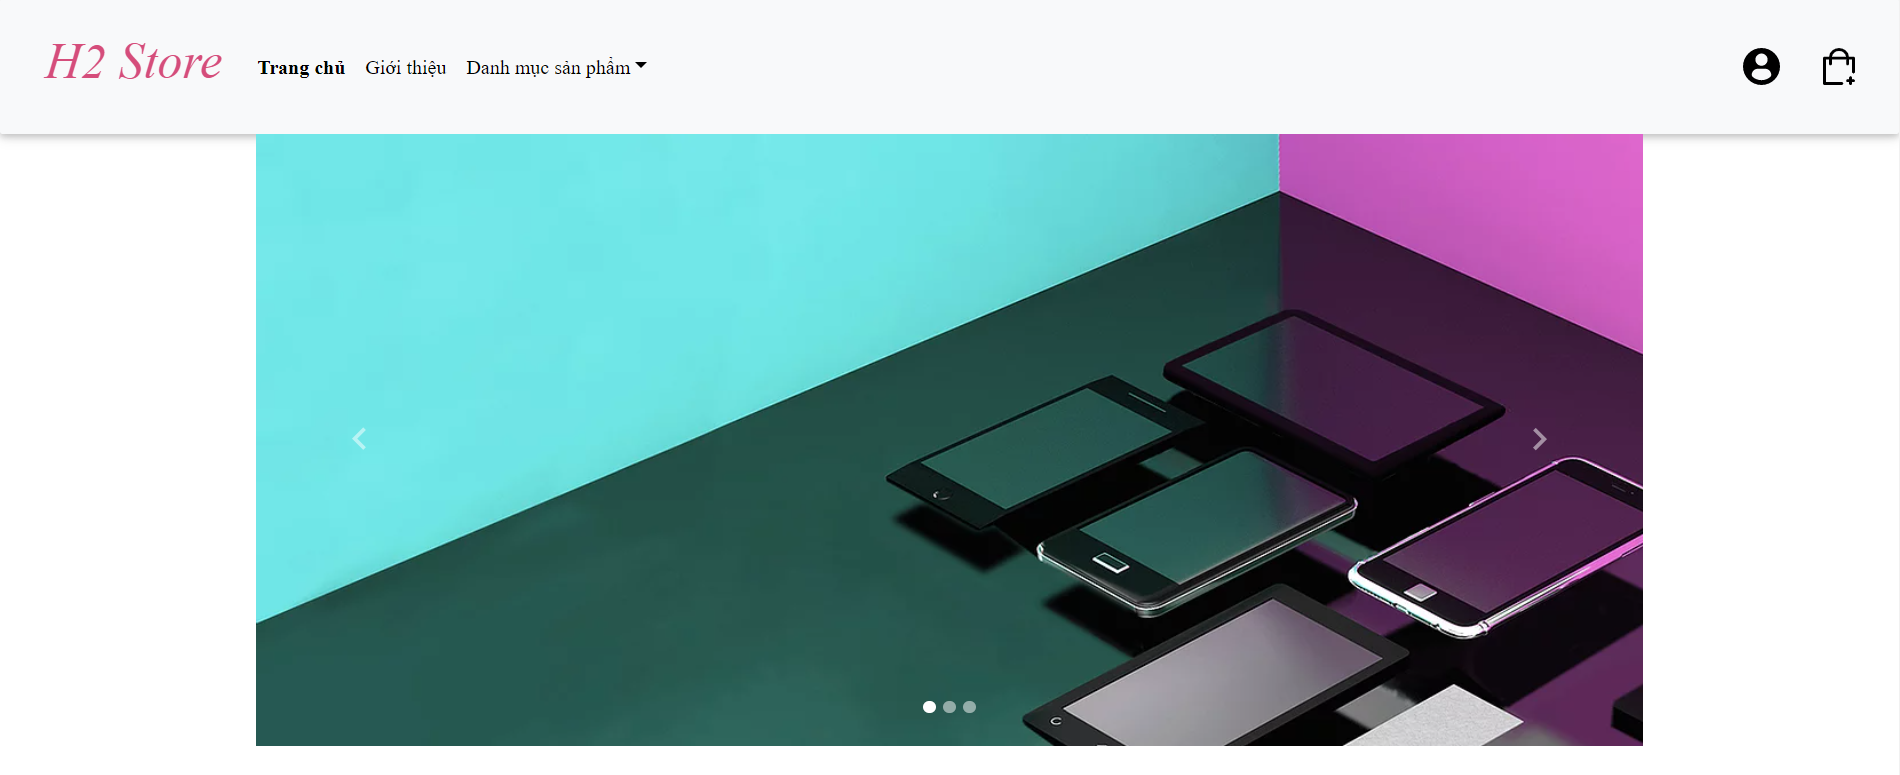 H2 Store Trang chủ Giới thiệu Danh mục sản phẩm